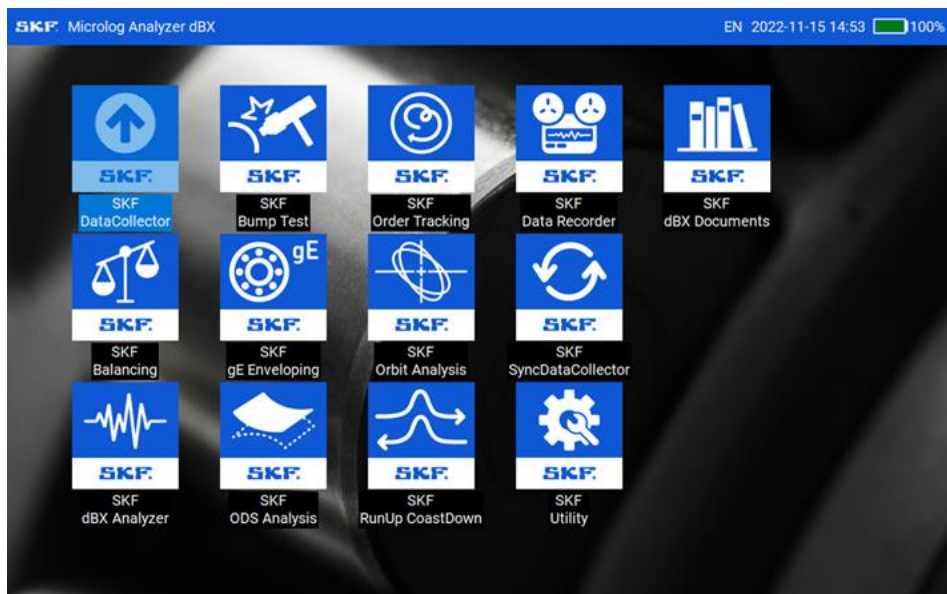 SKF. Microlog Analyzer dBX
EN 2022-11-15 14:53 100%
SKF. SKF. SKF. SKF. SKF.
SKF
DataCollector
SKF
Bump Test
SKF
Order Tracking
SKF
Data Recorder
SKF
dBX Documents
gE
SKF. SKF. SKF. SKF.
SKF
Balancing
SKF
gE Enveloping
SKF
Orbit Analysis
SKF
SyncDataCollector
SKF. SKF. SKF. SKF.
SKF
dBX Analyzer
SKF
ODS Analysis
SKF
RunUp CoastDown
SKF
Utility